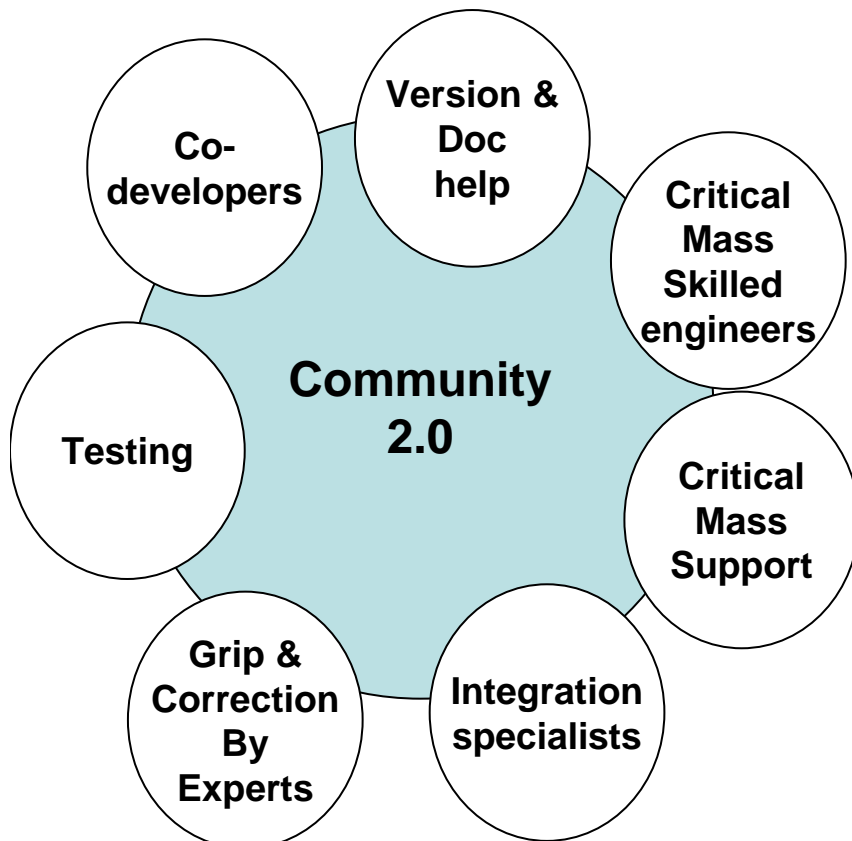 Version &
Doc
help
Co-
developers
Critical
Mass
Skilled
engineers
Community
2.0
Testing
Critical
Mass
Support
Grip &
Correction
By
Experts
Integration
specialists